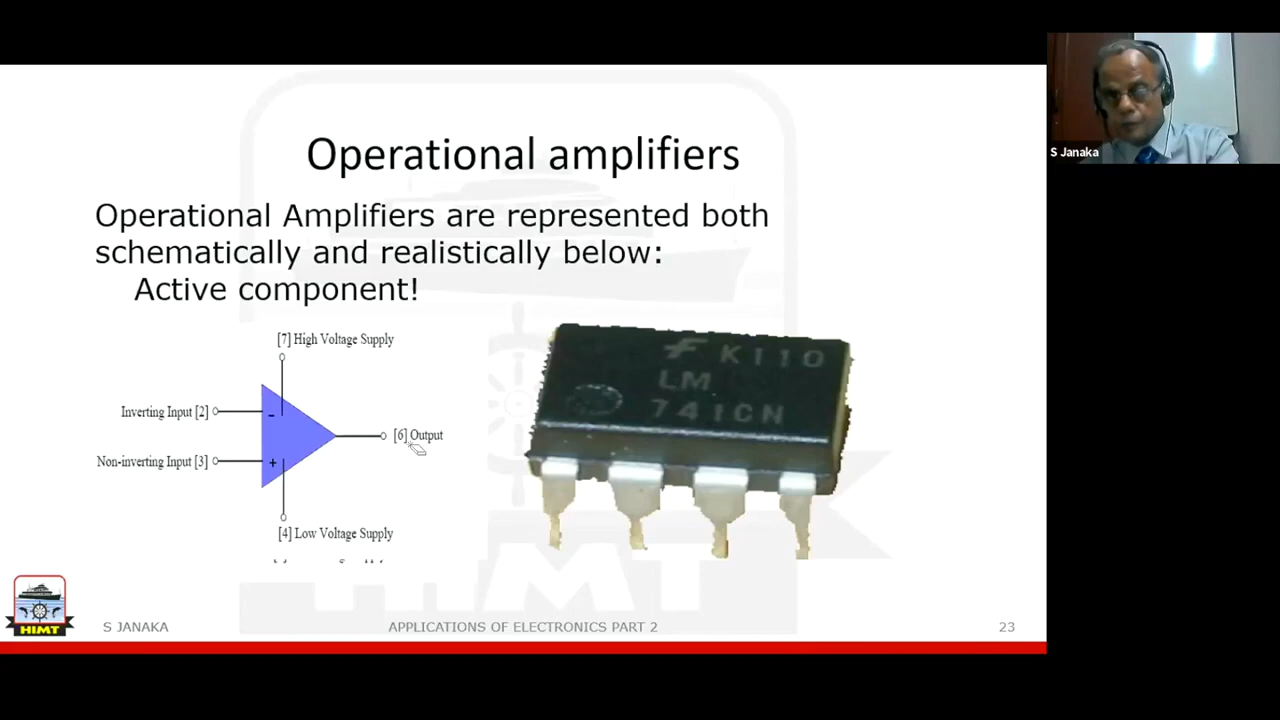 Operational amplifiers
S Janaka
Operational Amplifiers are represented both
schematically and realistically below:
Active component!
[7] High Voltage Supply
Inverting Input [2]
-
[6] Output
Non-inverting Input [3]
+
[4] Low Voltage Supply
K110
LM
741CN
HIMT
HIMT
S JANAKA
APPLICATIONS OF ELECTRONICS PART 2
23